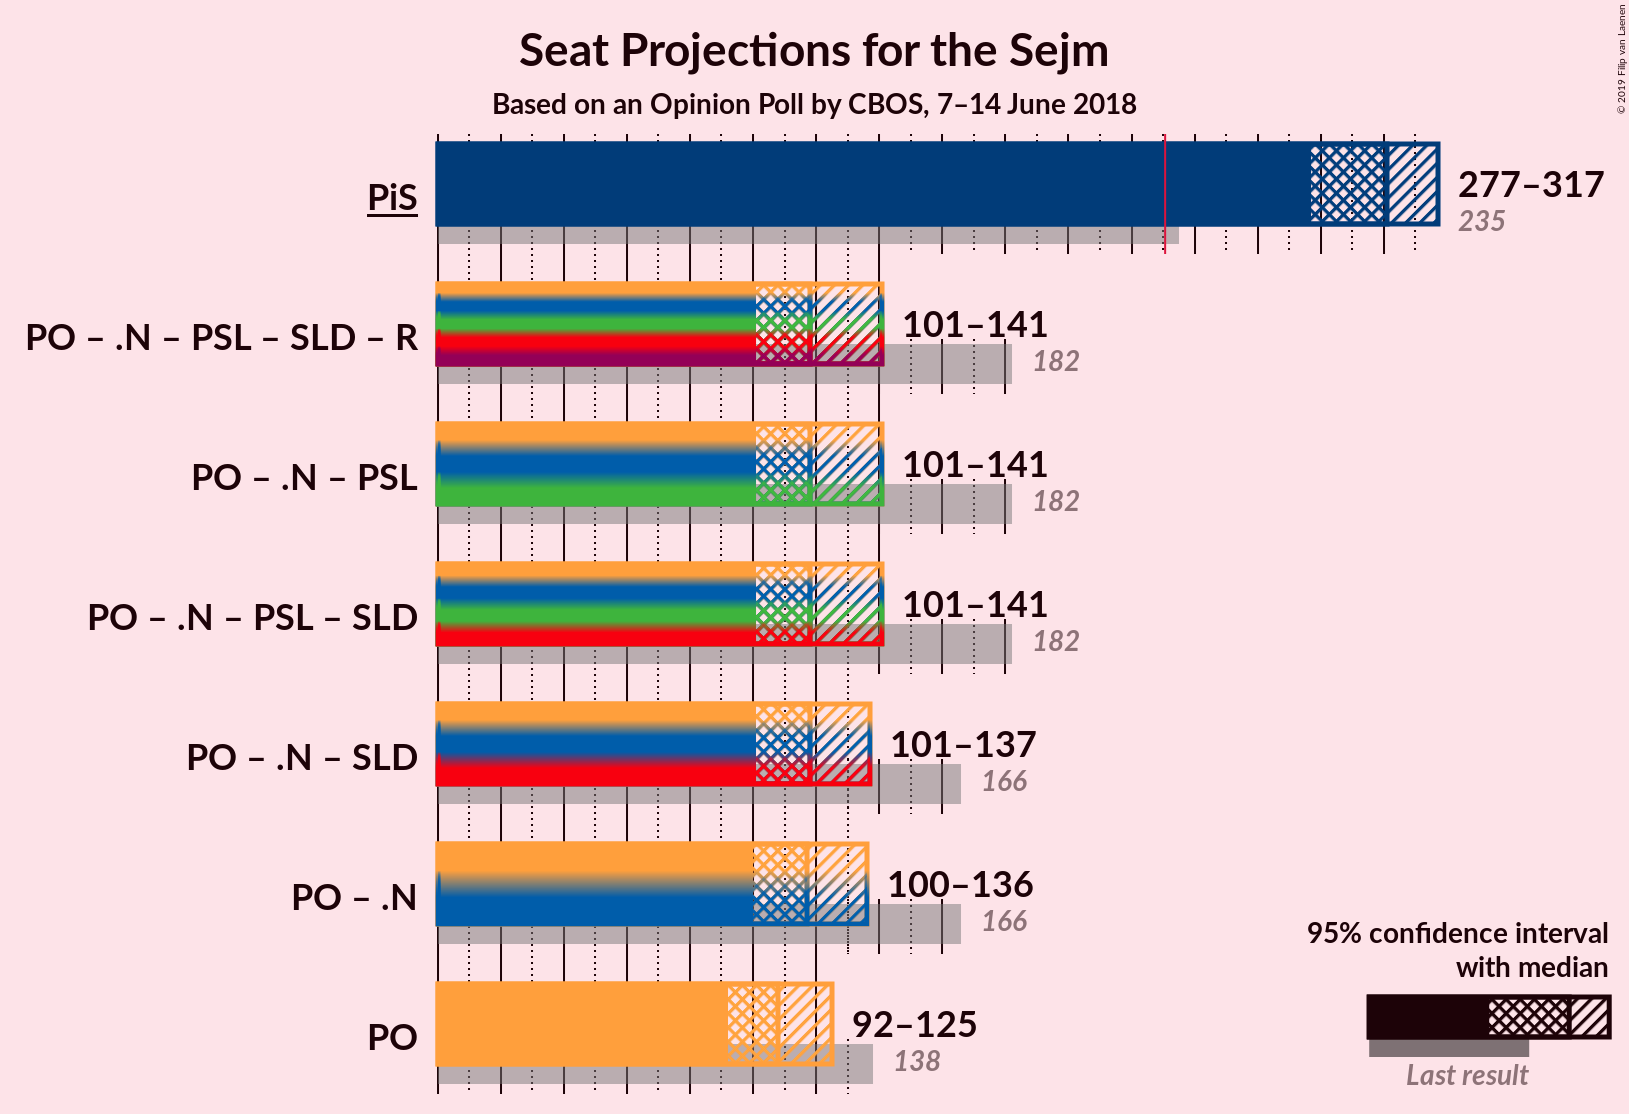 Seat Projections for the Sejm
Based on an Opinion Poll by CBOS, 7–14 June 2018
© 2019 Filip van Laenen
PiS
277–317
235
PO – .N – PSL – SLD – R
101–141
182
PO – .N – PSL
101–141
182
PO – .N – PSL – SLD
101–141
182
PO – .N – SLD
101–137
166
PO – .N
100–136
166
PO
92–125
138
95% confidence interval
with median
Last result